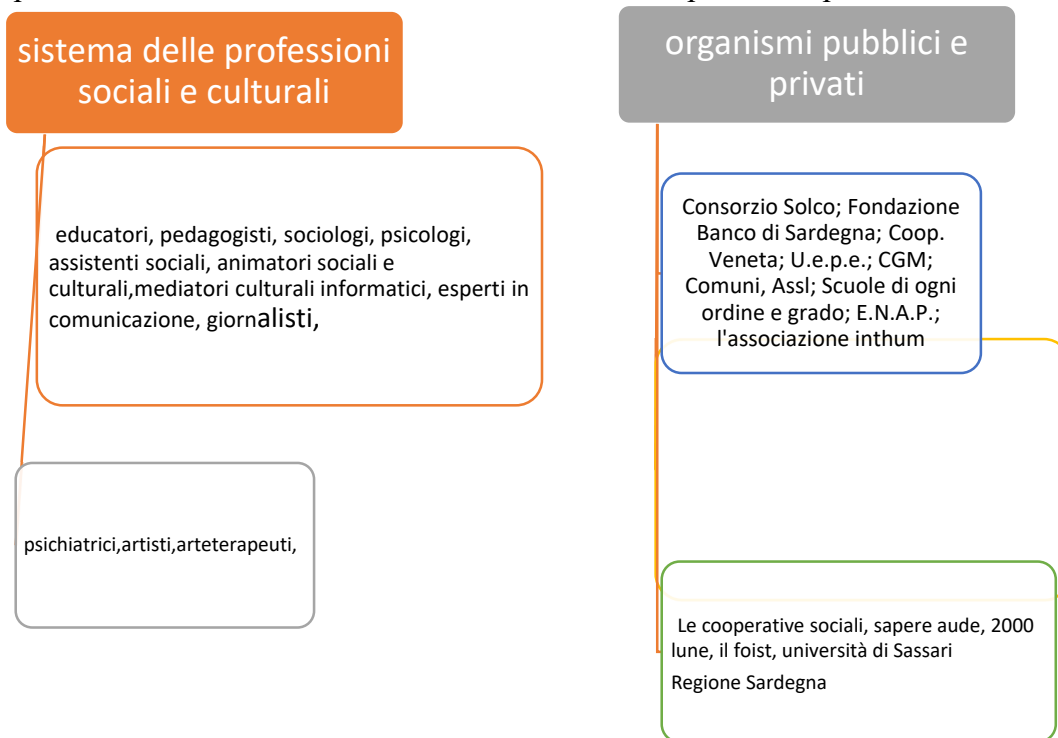 sistema delle professioni
sociali e culturali
educatori, pedagogisti, sociologi, psicologi,
assistenti sociali, animatori sociali e
culturali,mediatori culturali informatici, esperti in
comunicazione, giornalisti,
psichiatrici,artisti,arteterapeuti,
organismi pubblici e
privati
Consorzio Solco; Fondazione
Banco di Sardegna; Coop.
Veneta; U.e.p.e.; CGM;
Comuni, Assl; Scuole di ogni
ordine e grado; E.N.A.P.;
l'associazione inthum
Le cooperative sociali, sapere aude, 2000
lune, il foist, università di Sassari
Regione Sardegna